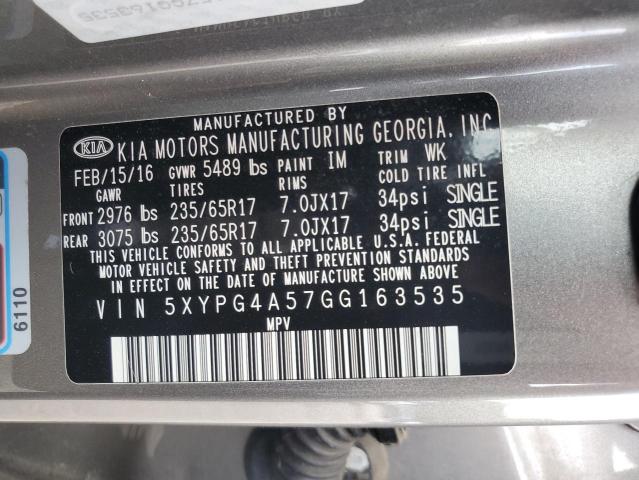 MANUFACTURED BY
KIA KIA MOTORS MANUFACTURING GEORGIA, INC
FEB/15/16 GVWR 5489 lbs PAINT IM TRIM WK
GAWR TIRES RIMS COLD TIRE INFO
FRONT 2976 lbs 235/65R17 7.0JX17 34psi SINGLE
REAR 3075 lbs 235/65R17 7.0JX17 34psi SINGLE
THIS VEHICLE CONFORMS TO ALL APPLICABLE U.S.A. FEDERAL
MOTOR VEHICLE SAFETY AND THEFT PREVENTION STANDARDS
IN EFFECT ON THE DATE OF MANUFACTURE SHOWN ABOVE
VIN 5XYPG4A57GG163535
MPV
6110